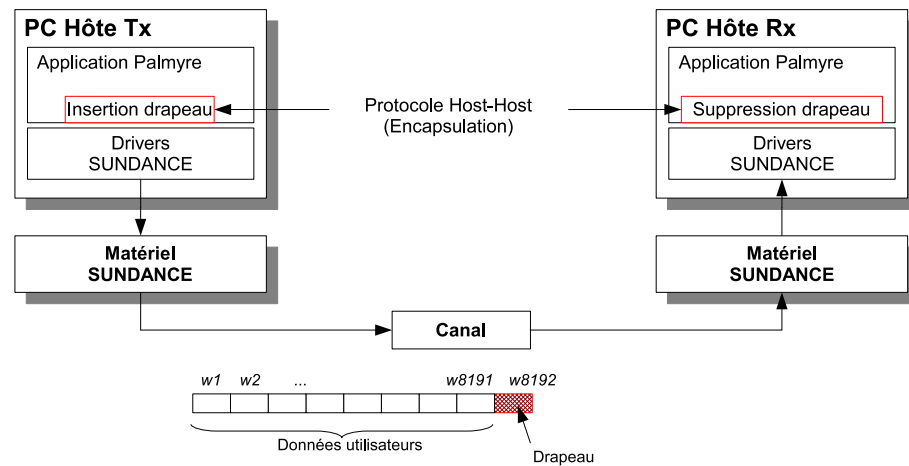 PC Hôte Tx
Application Palmyre
Insertion drapeau
Drivers
SUNDANCE
Matériel
SUNDANCE
Protocole Host-Host
(Encapsulation)
PC Hôte Rx
Application Palmyre
Suppression drapeau
Drivers
SUNDANCE
Matériel
SUNDANCE
Canal
w1 w2 ... w8191 w8192
Données utilisateurs
Drapeau